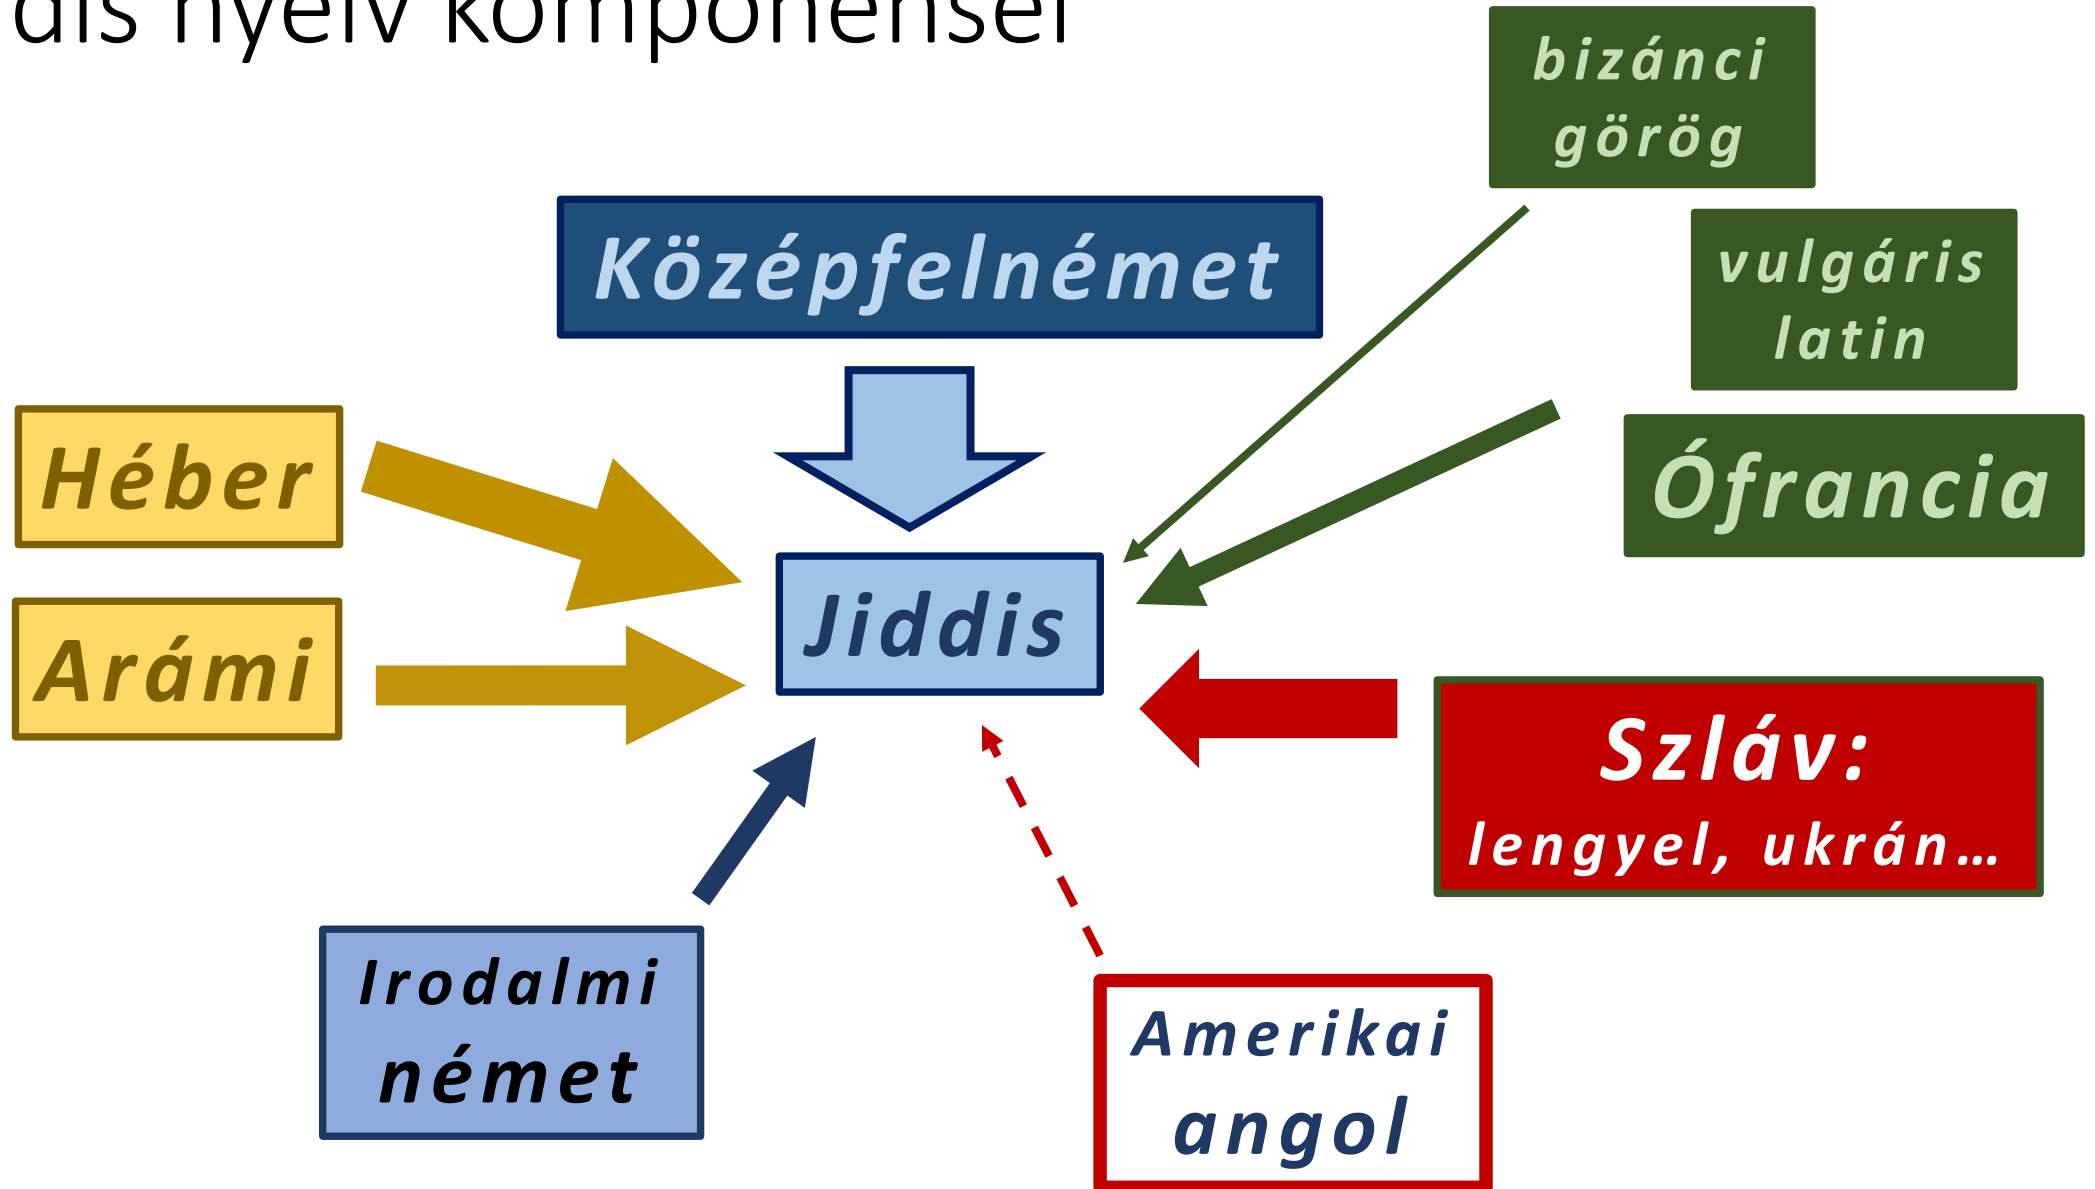 dis nyelv komponensei
bizánci
görög
Középfelnémet
vulgáris
latin
Héber
Ófrancia
Arámi
Jiddis
Szláv:
lengyel, ukrán…
Irodalmi
német
Amerikai
angol